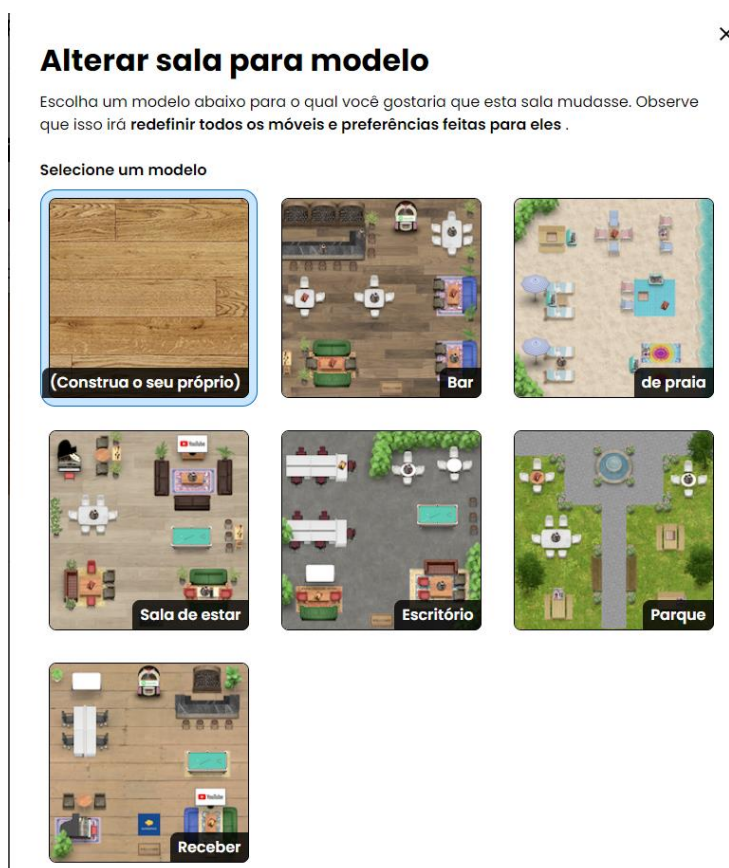 Alterar sala para modelo
Escolha um modelo abaixo para o qual você gostaria que esta sala mudasse. Observe
que isso irá redefinir todos os móveis e preferências feitas para eles .
Selecione um modelo
(Construa o seu próprio)
Bar
de praia
YouTube
Sala de estar
Escritório
Parque
YouTube
Receber